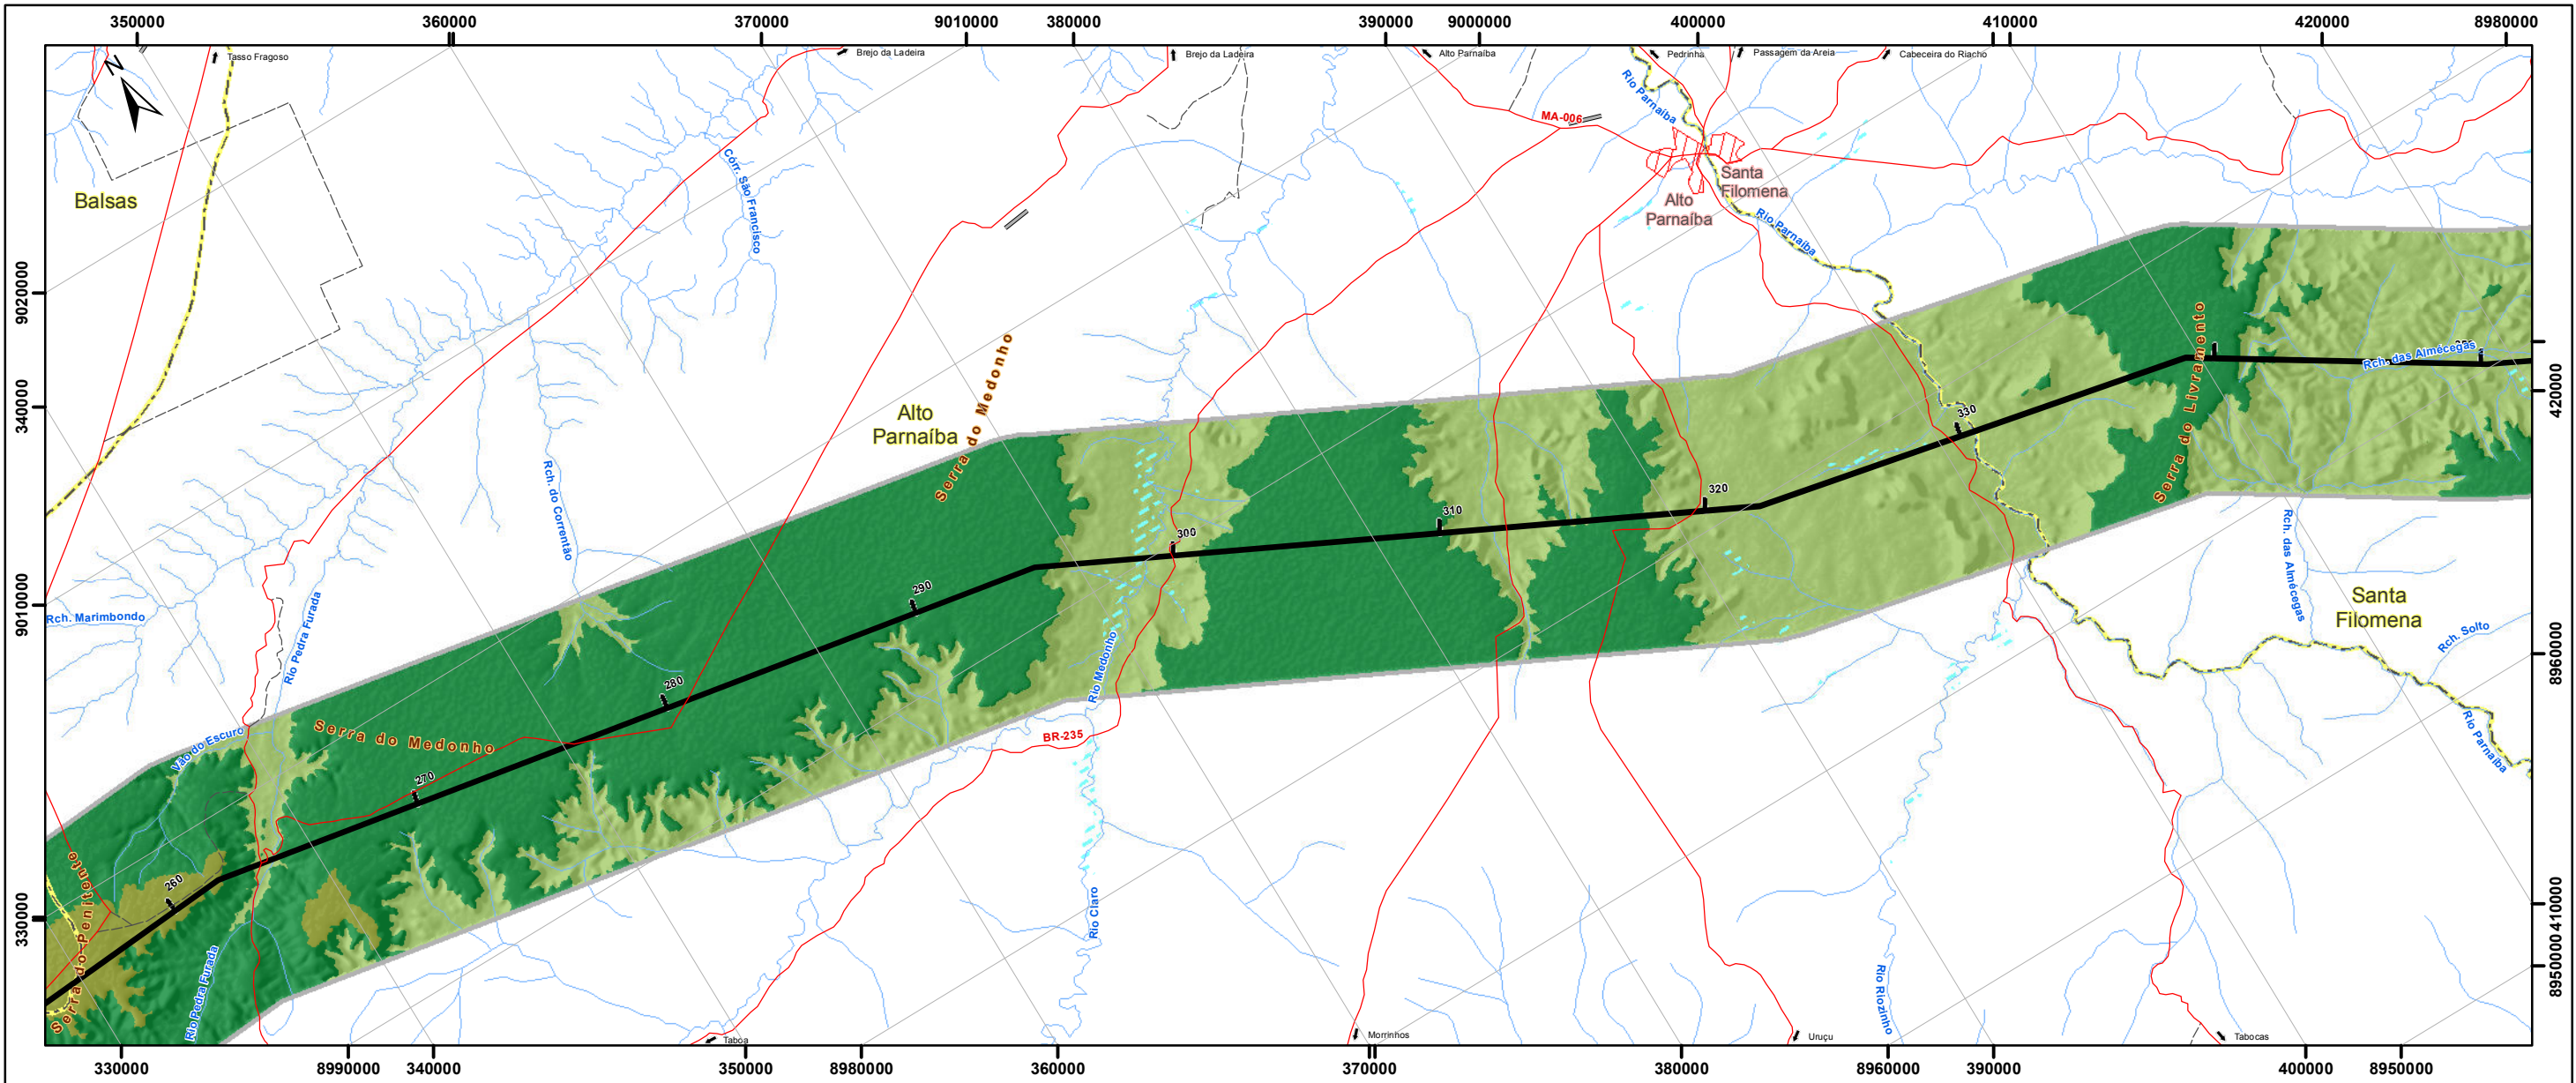 350000
360000
370000
9010000
380000
390000
9000000
400000
410000
420000
8980000
N
Tasso Fragoso
Brejo da Ladeira
Brejo da Ladeira
Alto Parnaíba
Pedrinha
Passagem da Areia
Cabeceira do Riacho
Rio Parnaíba
MA-006
Balsas
Córr. São Francisco
Santa
Filomena
Alto
Parnaíba
Rio Parnaíba
9020000
340000
9010000
330000
Serra do Medonho
Alto
Parnaíba
Serra do Livramento
Rch. das Almécegas
420000
8960000
410000
8950000
330
320
310
300
290
280
270
260
Rch. do Correntão
Rch. Marimbondo
Rio Pedra Furada
Vão do Escuro
Serra do Medonho
Rio Medonho
BR-235
Rch. das Almécegas
Santa
Filomena
Rch. Solto
Rio Parnaíba
Serra do Penitente
Rio Pedra Furada
Rio Claro
Rio Riozinho
Taboa
Morrinhos
Uruçu
Tabocas
330000
8990000
340000
350000
8980000
360000
370000
380000
8960000
390000
400000
8950000